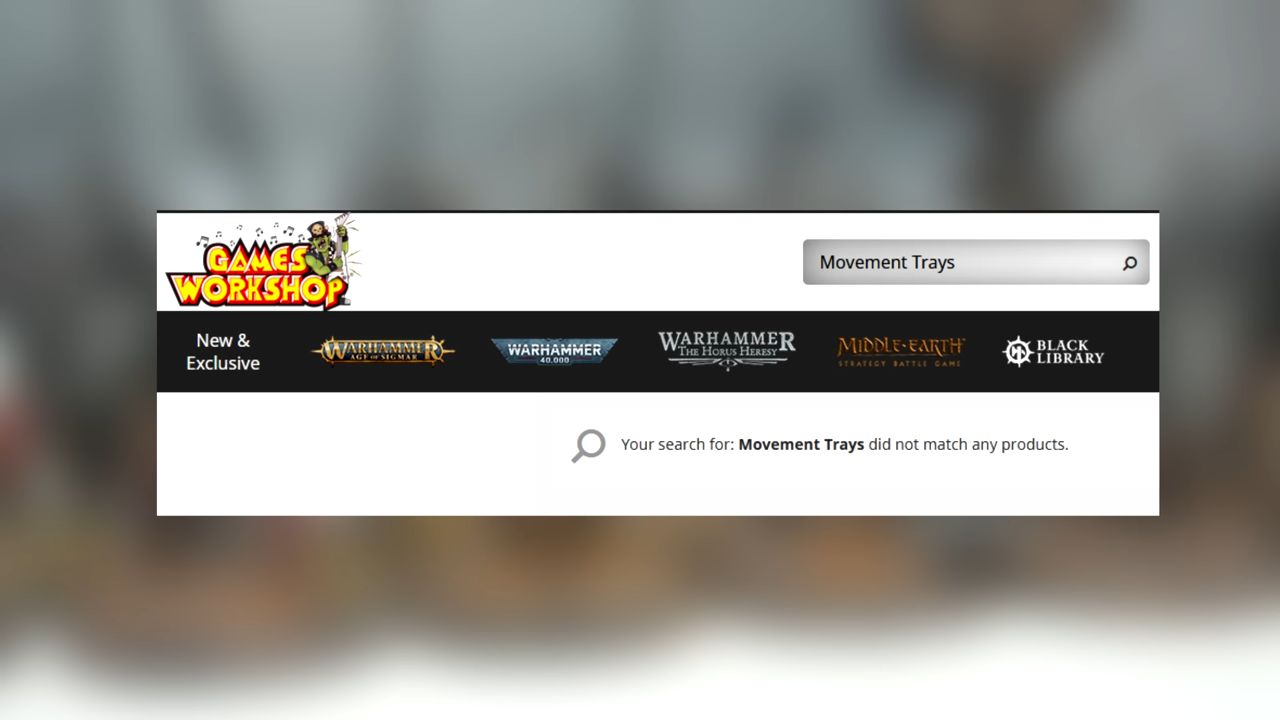 GAMES
WORKSHOP
Movement Trays
New &
Exclusive
WARHAMMER
AGE OF SIGMAR
WARHAMMER
40,000
WARHAMMER
THE HORUS HERESY
MIDDLE-EARTH
STRATEGY BATTLE GAME
BLACK
LIBRARY
Your search for: Movement Trays did not match any products.